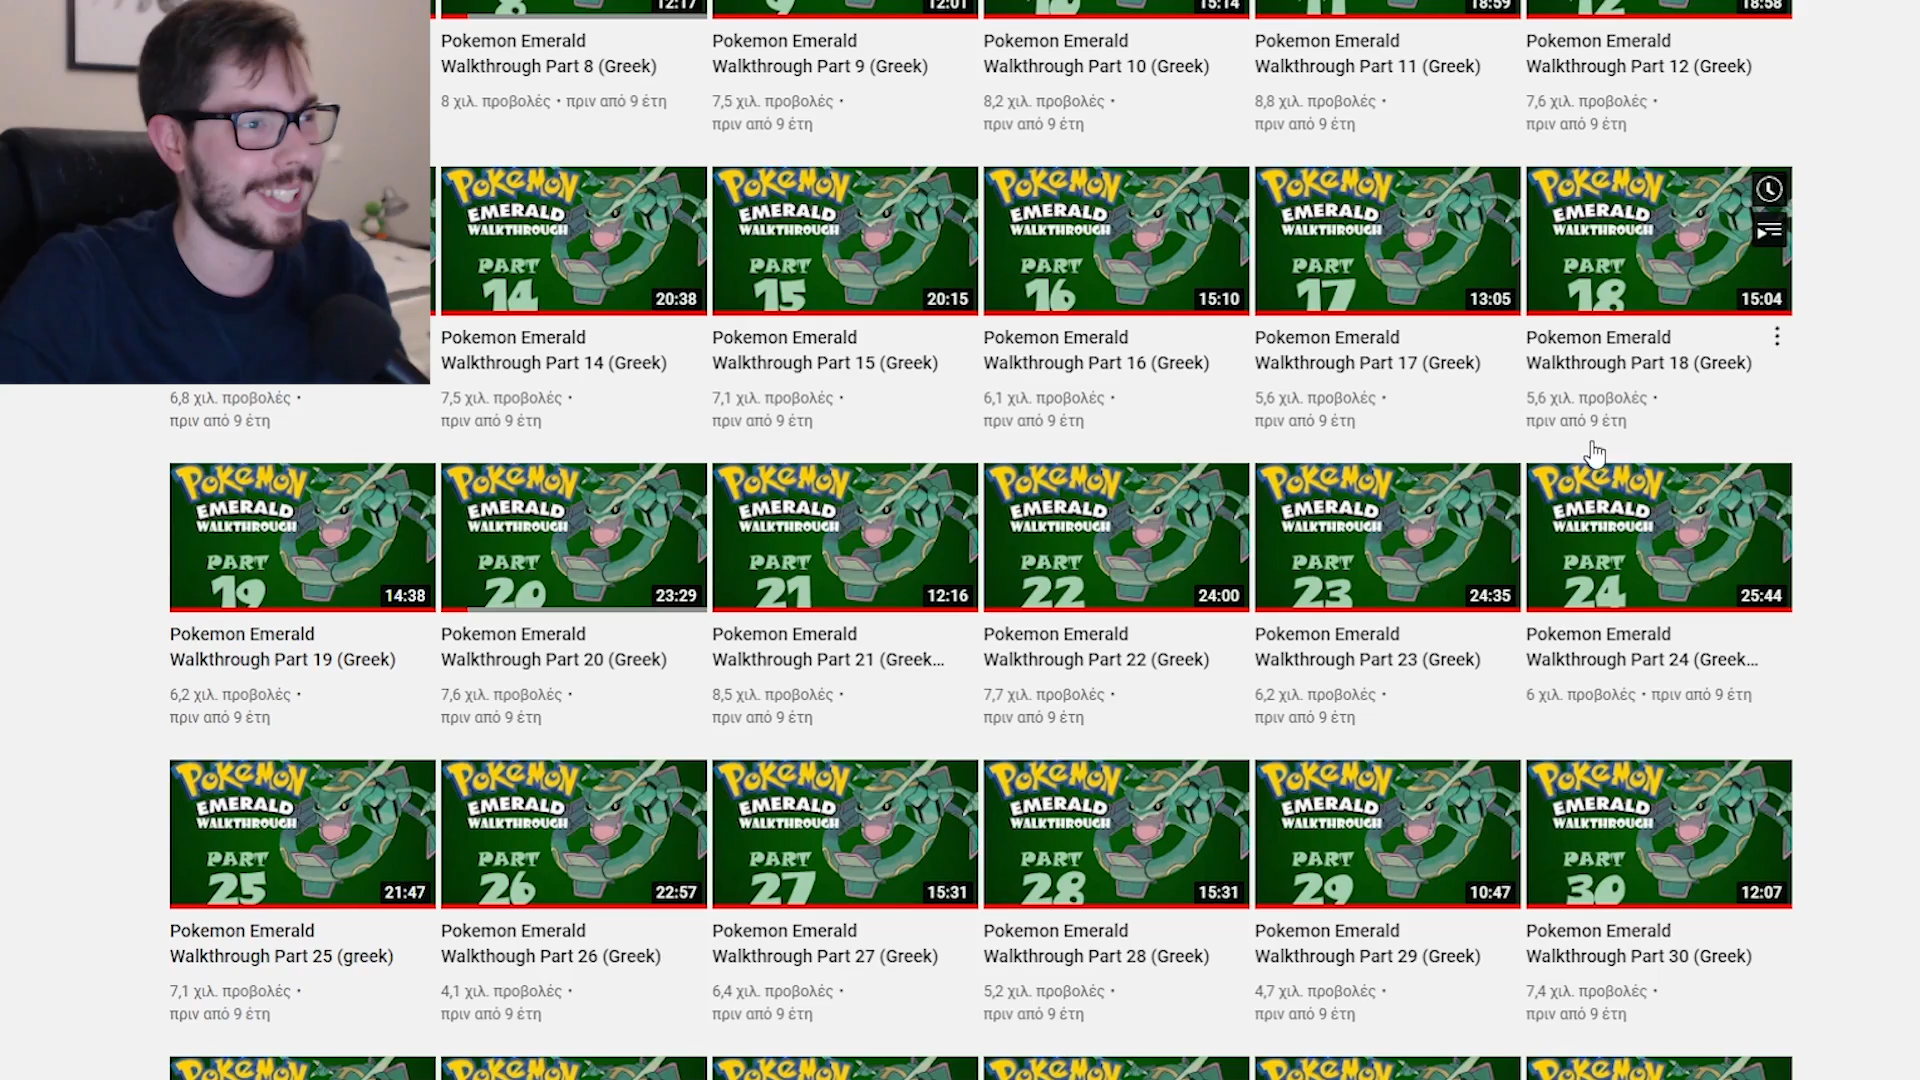 12:17
12:01
15:14
18:59
18:58
Pokemon Emerald
Walkthrough Part 8 (Greek)
8 χιλ. προβολές • πριν από 9 έτη
Pokemon Emerald
Walkthrough Part 9 (Greek)
7,5 χιλ. προβολές •
πριν από 9 έτη
Pokemon Emerald
Walkthrough Part 10 (Greek)
8,2 χιλ. προβολές •
πριν από 9 έτη
Pokemon Emerald
Walkthrough Part 11 (Greek)
8,8 χιλ. προβολές •
πριν από 9 έτη
Pokemon Emerald
Walkthrough Part 12 (Greek)
7,6 χιλ. προβολές •
πριν από 9 έτη
6,8 χιλ. προβολές •
πριν από 9 έτη
POKéMON
EMERALD
WALKTHROUGH
PART
14
20:38
Pokemon Emerald
Walkthrough Part 14 (Greek)
7,5 χιλ. προβολές •
πριν από 9 έτη
POKéMON
EMERALD
WALKTHROUGH
PART
15
20:15
Pokemon Emerald
Walkthrough Part 15 (Greek)
7,1 χιλ. προβολές •
πριν από 9 έτη
POKéMON
EMERALD
WALKTHROUGH
PART
16
15:10
Pokemon Emerald
Walkthrough Part 16 (Greek)
6,1 χιλ. προβολές •
πριν από 9 έτη
POKéMON
EMERALD
WALKTHROUGH
PART
17
13:05
Pokemon Emerald
Walkthrough Part 17 (Greek)
5,6 χιλ. προβολές •
πριν από 9 έτη
POKéMON
EMERALD
WALKTHROUGH
PART
18
15:04
Pokemon Emerald
Walkthrough Part 18 (Greek)
5,6 χιλ. προβολές •
πριν από 9 έτη
POKéMON
EMERALD
WALKTHROUGH
PART
19
14:38
Pokemon Emerald
Walkthrough Part 19 (Greek)
6,2 χιλ. προβολές •
πριν από 9 έτη
POKéMON
EMERALD
WALKTHROUGH
PART
20
23:29
Pokemon Emerald
Walkthrough Part 20 (Greek)
7,6 χιλ. προβολές •
πριν από 9 έτη
POKéMON
EMERALD
WALKTHROUGH
PART
21
12:16
Pokemon Emerald
Walkthrough Part 21 (Greek...
8,5 χιλ. προβολές •
πριν από 9 έτη
POKéMON
EMERALD
WALKTHROUGH
PART
22
24:00
Pokemon Emerald
Walkthrough Part 22 (Greek)
7,7 χιλ. προβολές •
πριν από 9 έτη
POKéMON
EMERALD
WALKTHROUGH
PART
23
24:35
Pokemon Emerald
Walkthrough Part 23 (Greek)
6,2 χιλ. προβολές •
πριν από 9 έτη
POKéMON
EMERALD
WALKTHROUGH
PART
24
25:44
Pokemon Emerald
Walkthrough Part 24 (Greek...
6 χιλ. προβολές • πριν από 9 έτη
POKéMON
EMERALD
WALKTHROUGH
PART
25
21:47
Pokemon Emerald
Walkthrough Part 25 (greek)
7,1 χιλ. προβολές •
πριν από 9 έτη
POKéMON
EMERALD
WALKTHROUGH
PART
26
22:57
Pokemon Emerald
Walkthough Part 26 (Greek)
4,1 χιλ. προβολές •
πριν από 9 έτη
POKéMON
EMERALD
WALKTHROUGH
PART
27
15:31
Pokemon Emerald
Walkthrough Part 27 (Greek)
6,4 χιλ. προβολές •
πριν από 9 έτη
POKéMON
EMERALD
WALKTHROUGH
PART
28
15:31
Pokemon Emerald
Walkthrough Part 28 (Greek)
5,2 χιλ. προβολές •
πριν από 9 έτη
POKéMON
EMERALD
WALKTHROUGH
PART
29
10:47
Pokemon Emerald
Walkthrough Part 29 (Greek)
4,7 χιλ. προβολές •
πριν από 9 έτη
POKéMON
EMERALD
WALKTHROUGH
PART
30
12:07
Pokemon Emerald
Walkthrough Part 30 (Greek)
7,4 χιλ. προβολές •
πριν από 9 έτη